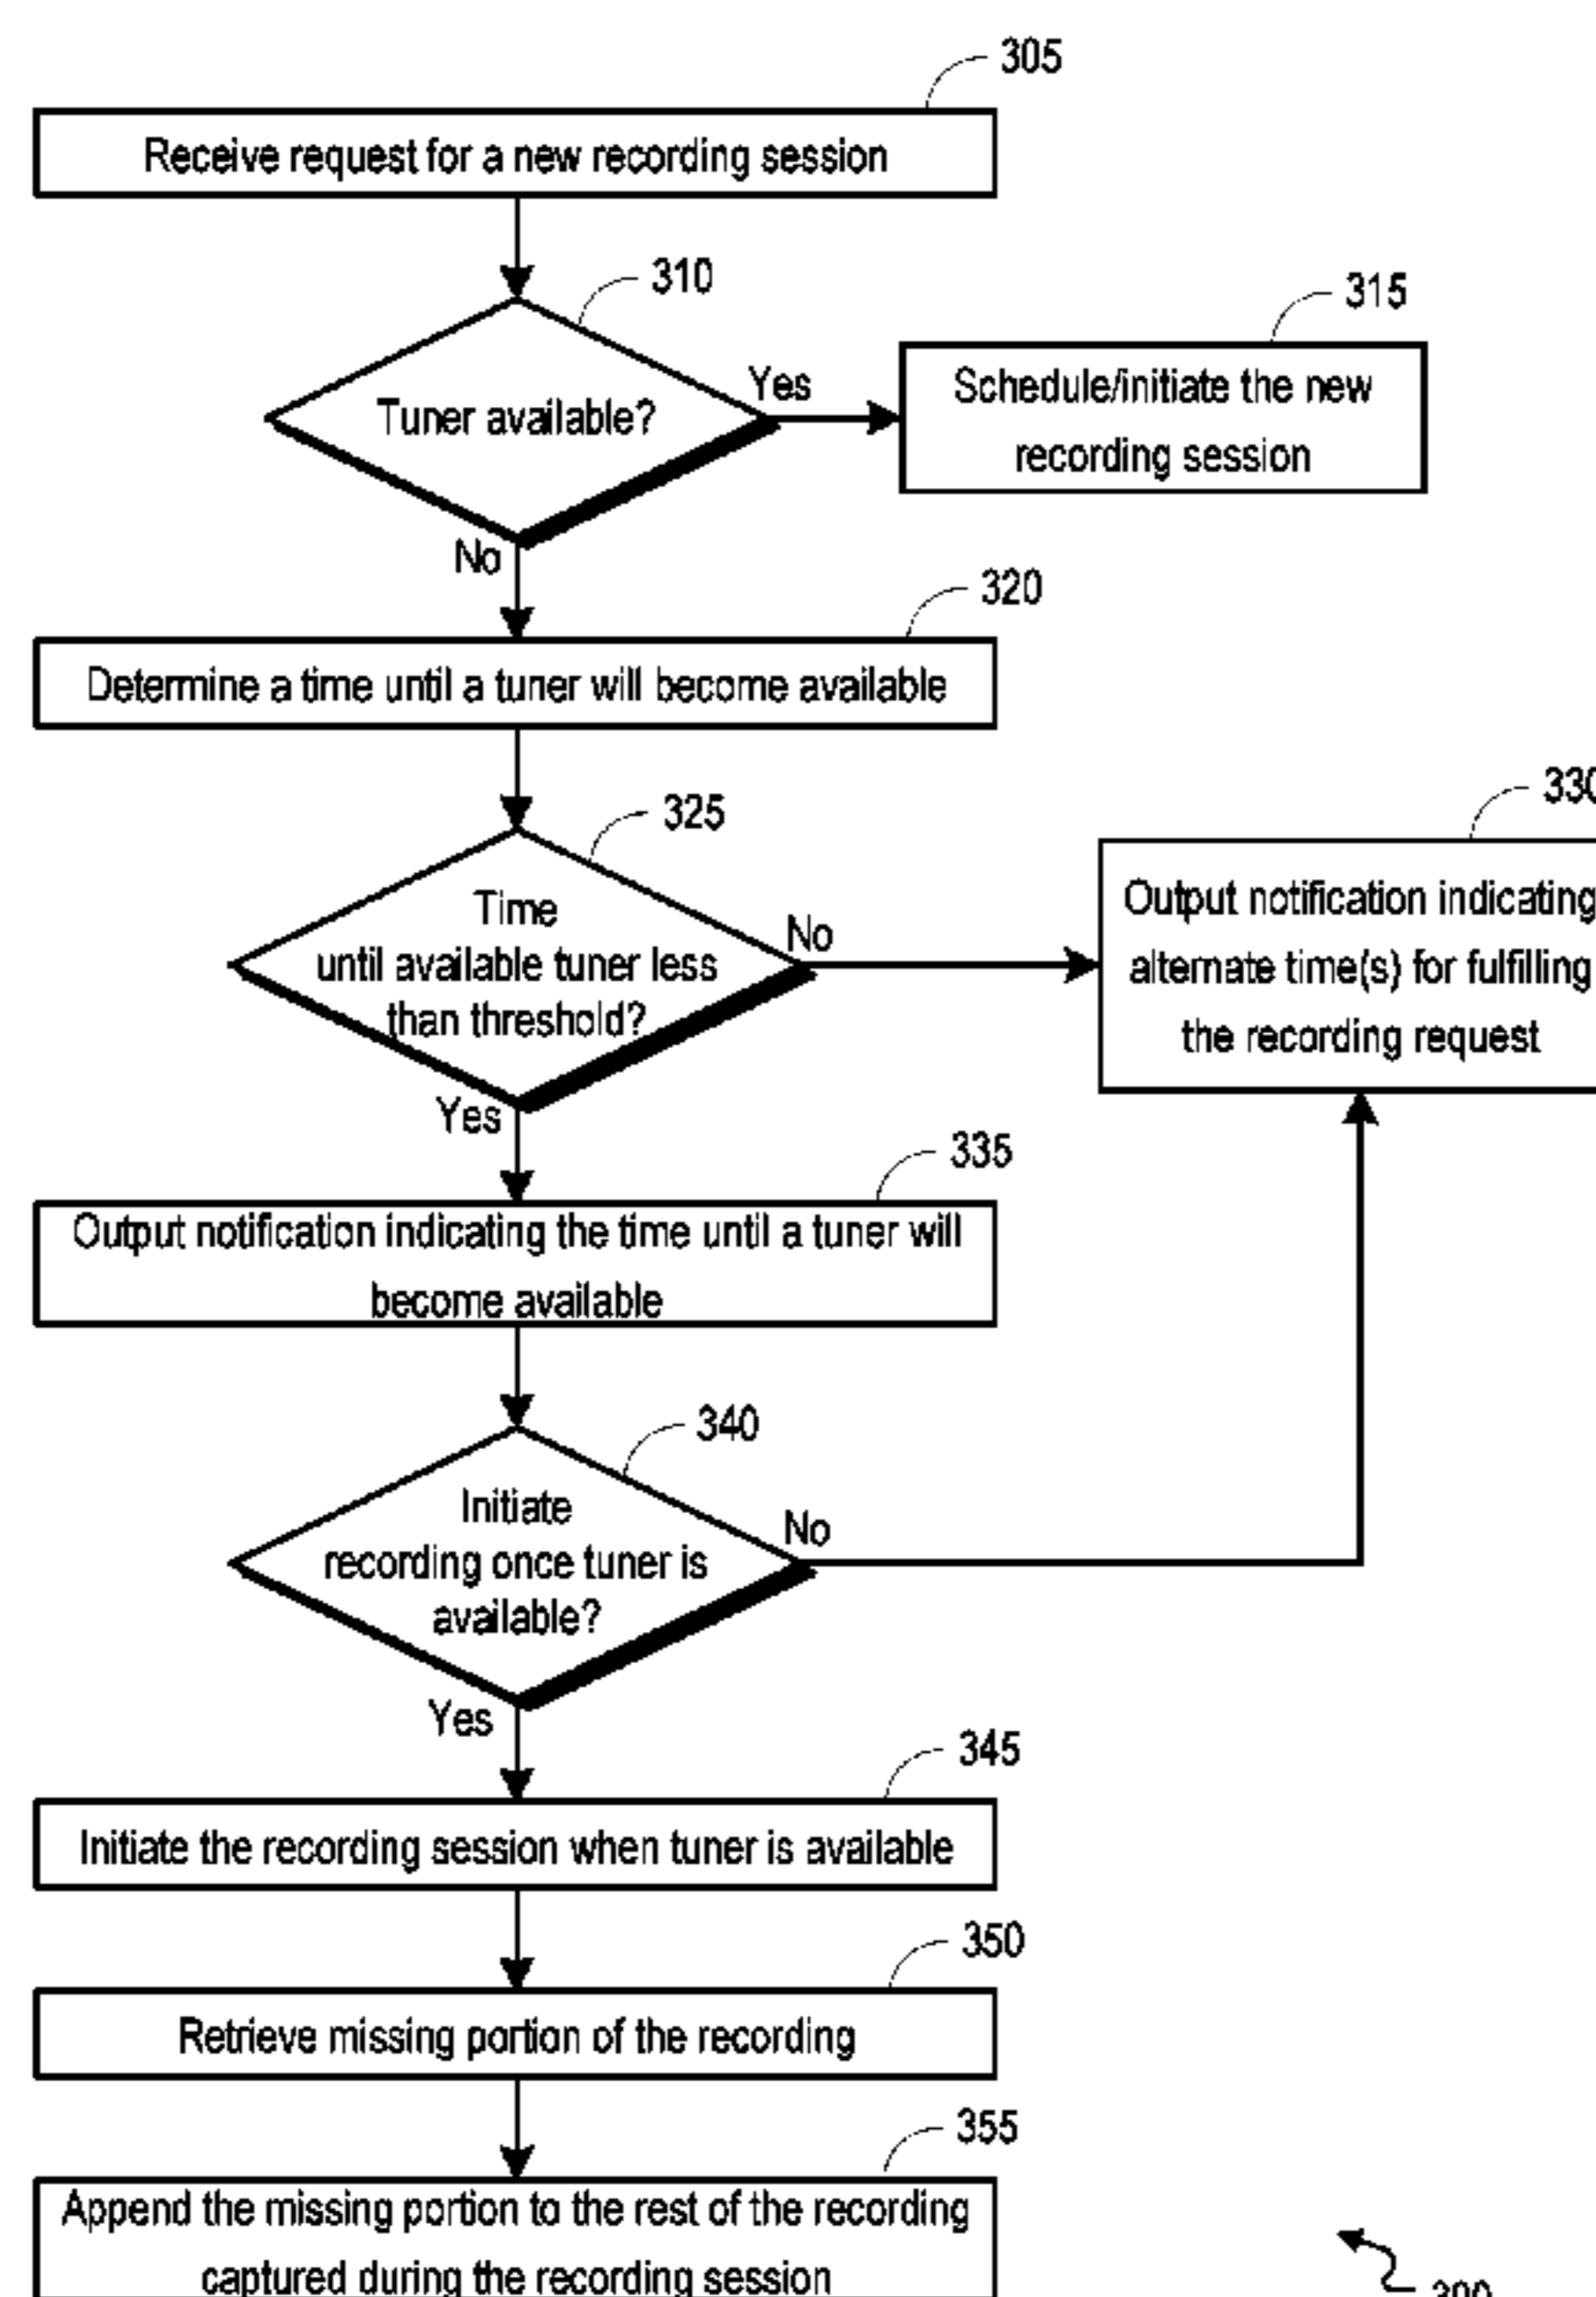 305
Receive request for a new recording session
310
315
Yes
Schedule/initiate the new
recording session
Tuner available?
No
320
Determine a time until a tuner will become available
325
330
Time
until available tuner less
than threshold?
No
Output notification indicating
alternate time(s) for fulfilling
the recording request
Yes
335
Output notification indicating the time until a tuner will
become available
340
Initiate
recording once tuner is
available?
No
Yes
345
Initiate the recording session when tuner is available
350
Retrieve missing portion of the recording
355
Append the missing portion to the rest of the recording
captured during the recording session